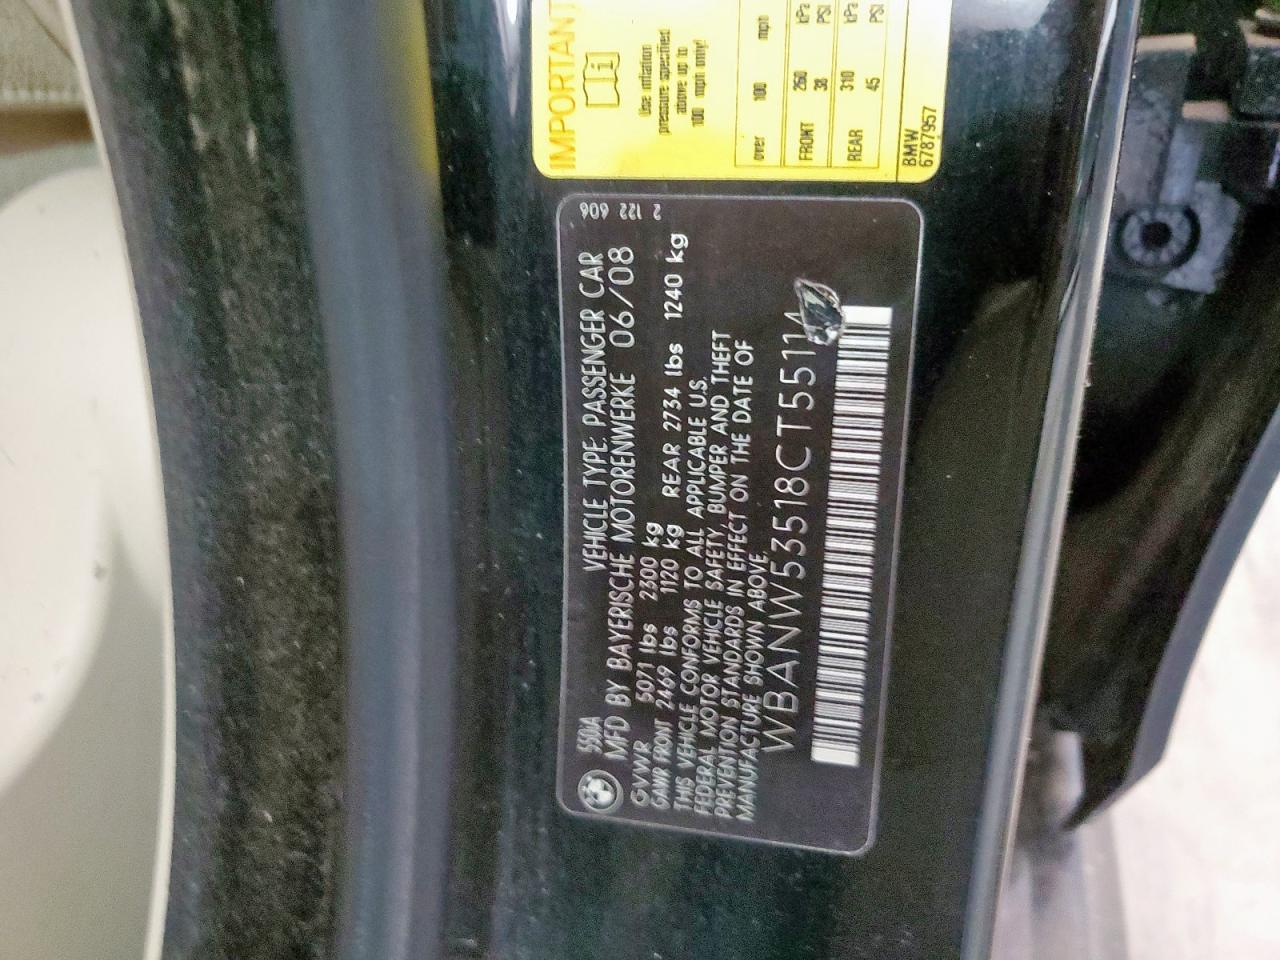 IMPORTANT
Use inflation
pressure specified
above up to
100 mph only!
over 100 mph
FRONT 260 kPa
38 PSI
REAR 310 kPa
45 PSI
BMW
6787957
2 122 606
550iA VEHICLE TYPE: PASSENGER CAR
MFD BY BAYERISCHE MOTORENWERKE 06/08
GVWR 5071 lbs 2300 kg
GAWR FRONT 2469 lbs 1120 kg REAR 2734 lbs 1240 kg
THIS VEHICLE CONFORMS TO ALL APPLICABLE U.S.
FEDERAL MOTOR VEHICLE SAFETY, BUMPER AND THEFT
PREVENTION STANDARDS IN EFFECT ON THE DATE OF
MANUFACTURE SHOWN ABOVE.
WBANW53518CT55114